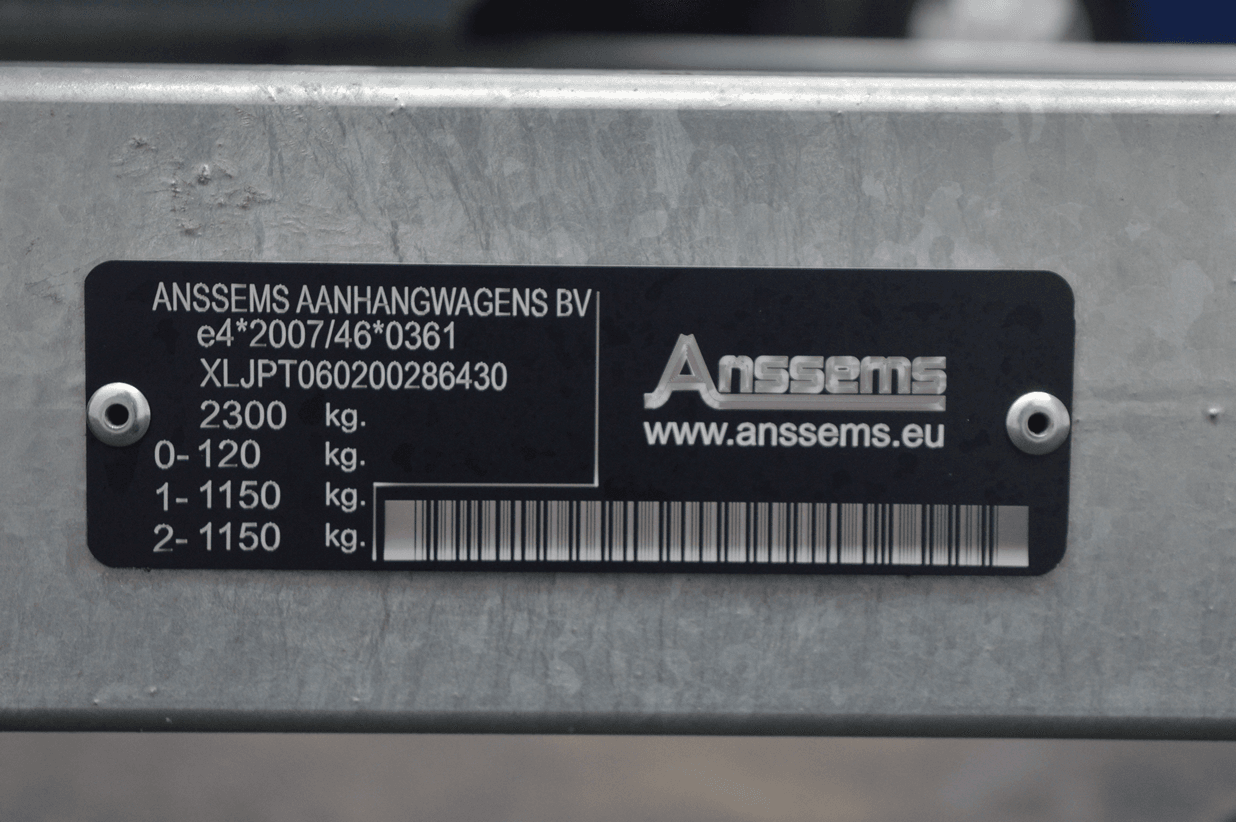 ANSSEMS AANHANGWAGENS BV
e4*2007/46*0361
XLJPT060200286430
2300 kg.
0- 120 kg.
1- 1150 kg.
2- 1150 kg.
Anssems
www.anssems.eu